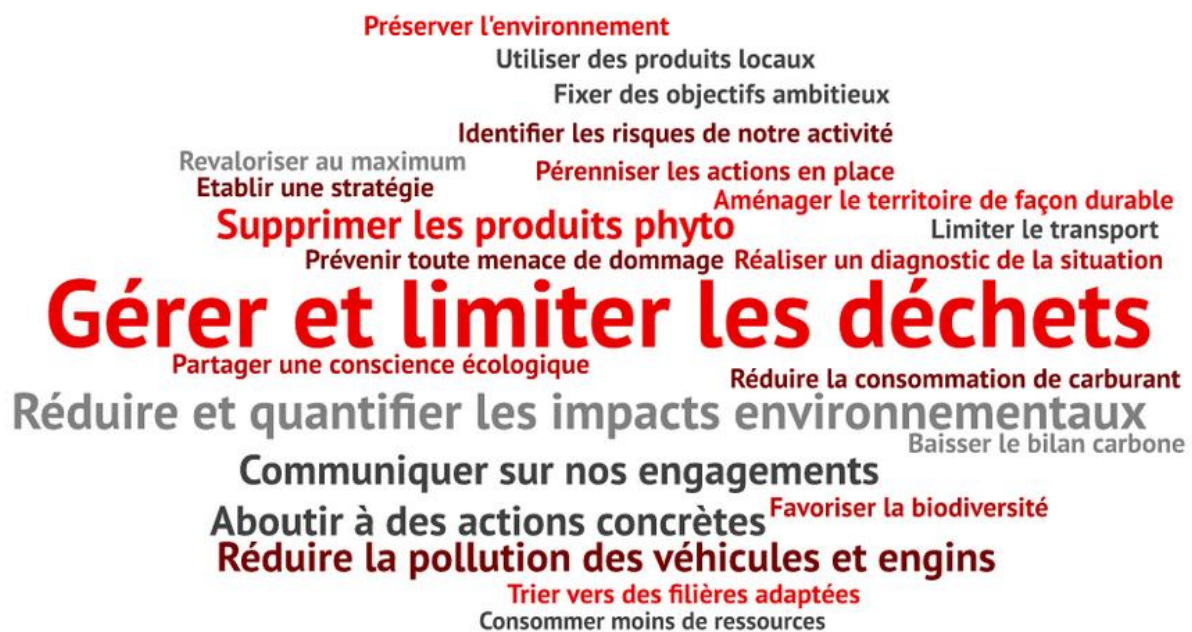 Préserver l'environnement
Utiliser des produits locaux
Fixer des objectifs ambitieux
Identifier les risques de notre activité
Revaloriser au maximum
Pérenniser les actions en place
Etablir une stratégie
Aménager le territoire de façon durable
Supprimer les produits phyto
Limiter le transport
Prévenir toute menace de dommage
Réaliser un diagnostic de la situation
Gérer et limiter les déchets
Partager une conscience écologique
Réduire la consommation de carburant
Réduire et quantifier les impacts environnementaux
Baisser le bilan carbone
Communiquer sur nos engagements
Aboutir à des actions concrètes
Favoriser la biodiversité
Réduire la pollution des véhicules et engins
Trier vers des filières adaptées
Consommer moins de ressources